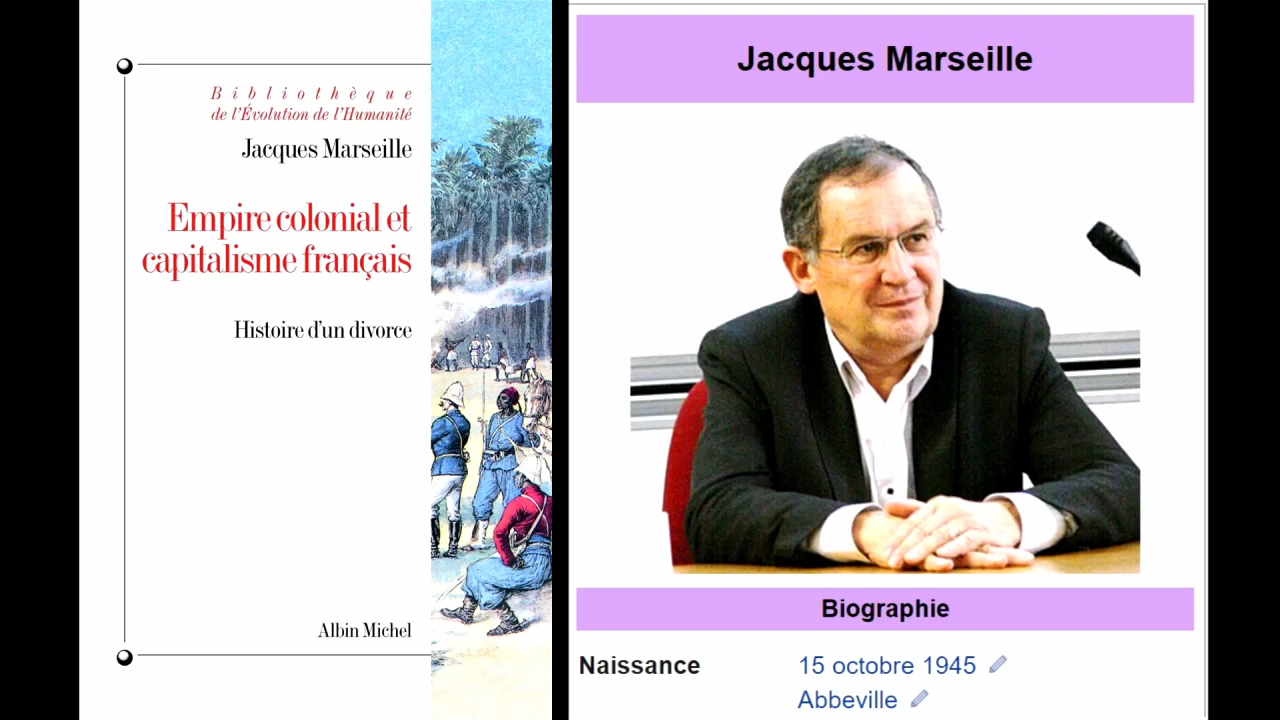 Bibliothèque
de l'Évolution de l'Humanité
Jacques Marseille
Empire colonial et
capitalisme français
Histoire d'un divorce
Albin Michel
Jacques Marseille
Biographie
Naissance 15 octobre 1945
Abbeville